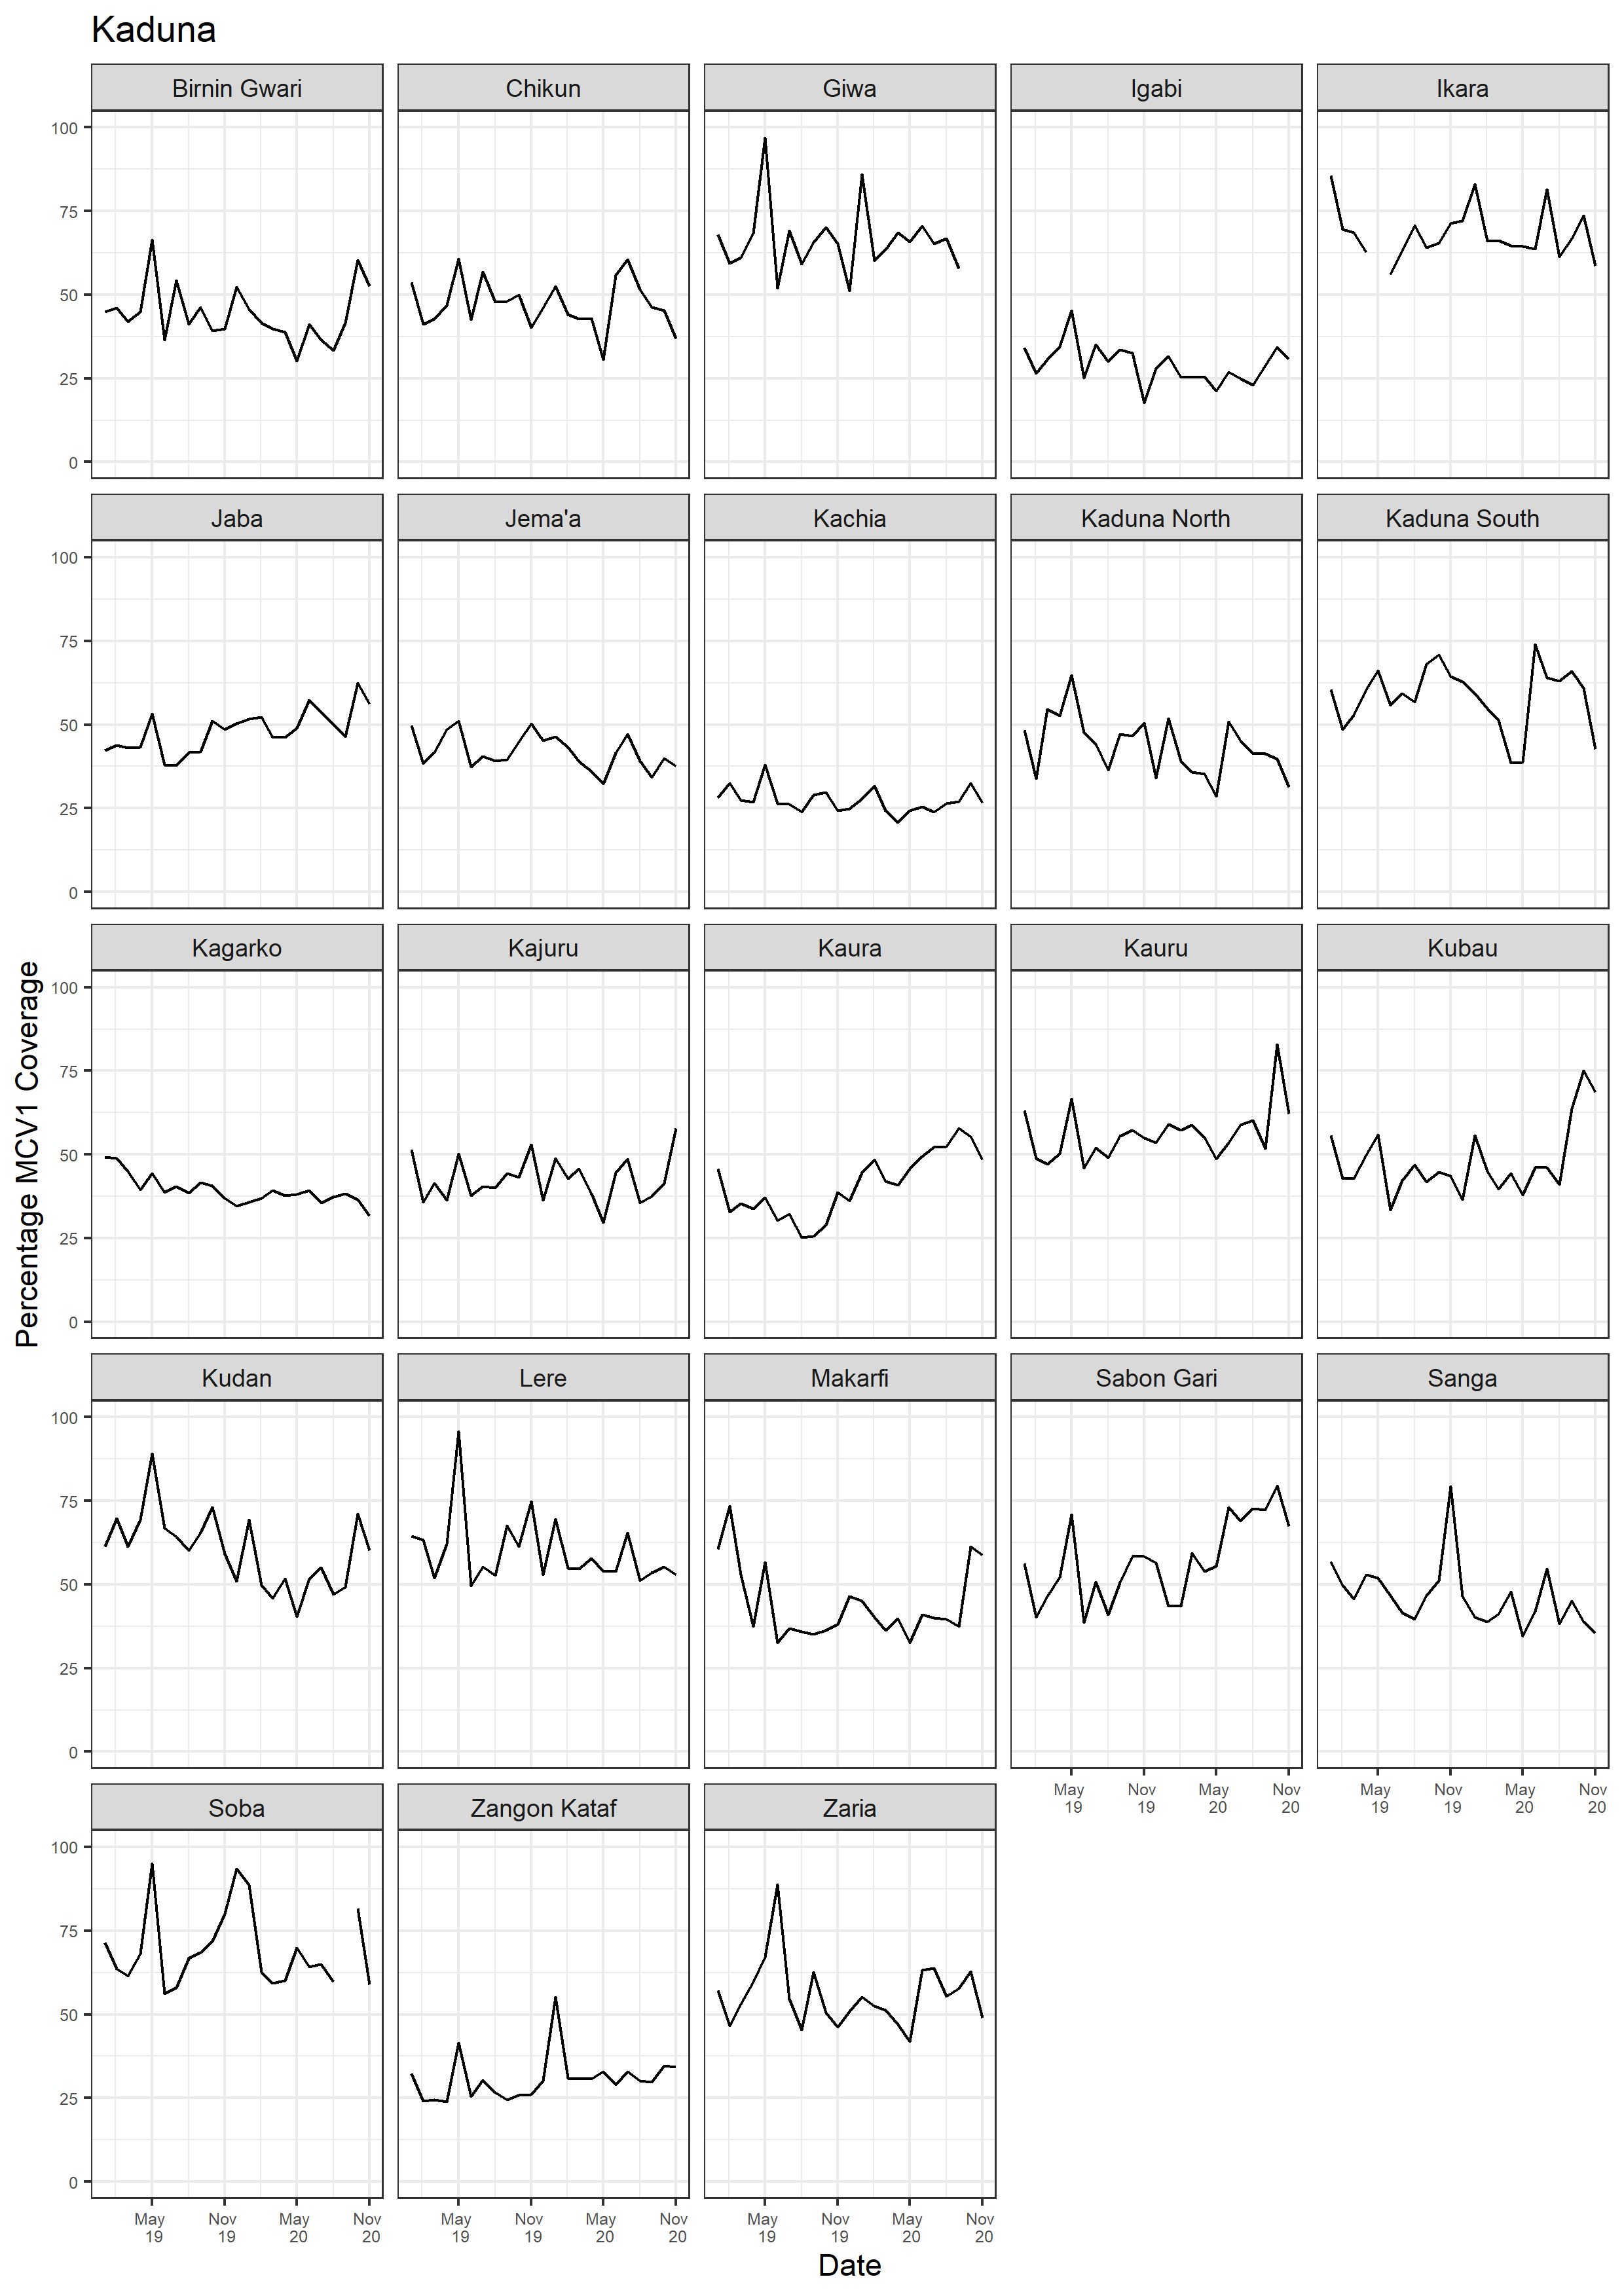 Kaduna
Birnin Gwari
Chikun
Giwa
Igabi
Ikara
100
75
50
25
0
Jaba
Jema'a
Kachia
Kaduna North
Kaduna South
100
75
50
25
0
Kagarko
Kajuru
Kaura
Kauru
Kubau
100
75
50
25
0
Percentage MCV1 Coverage
Kudan
Lere
Makarfi
Sabon Gari
Sanga
100
75
50
25
0
May
19
Nov
19
May
20
Nov
20
May
19
Nov
19
May
20
Nov
20
Soba
Zangon Kataf
Zaria
100
75
50
25
0
May
19
Nov
19
May
20
Nov
20
May
19
Nov
19
May
20
Nov
20
May
19
Nov
19
May
20
Nov
20
Date